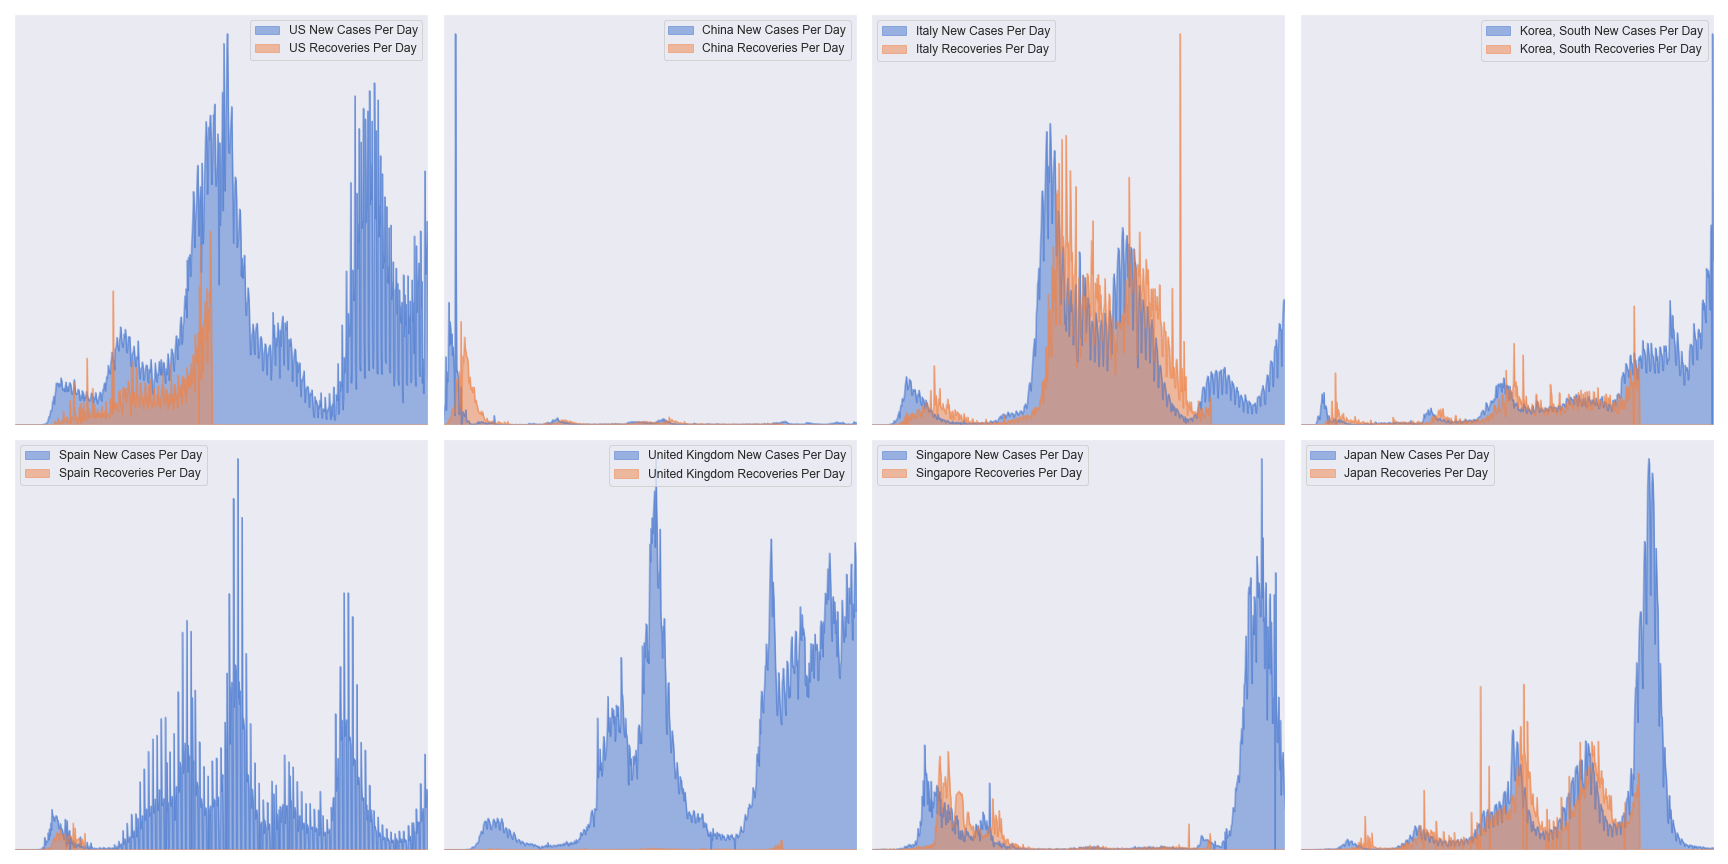 US New Cases Per Day
US Recoveries Per Day
China New Cases Per Day
China Recoveries Per Day
Italy New Cases Per Day
Italy Recoveries Per Day
Korea, South New Cases Per Day
Korea, South Recoveries Per Day
Spain New Cases Per Day
Spain Recoveries Per Day
United Kingdom New Cases Per Day
United Kingdom Recoveries Per Day
Singapore New Cases Per Day
Singapore Recoveries Per Day
Japan New Cases Per Day
Japan Recoveries Per Day